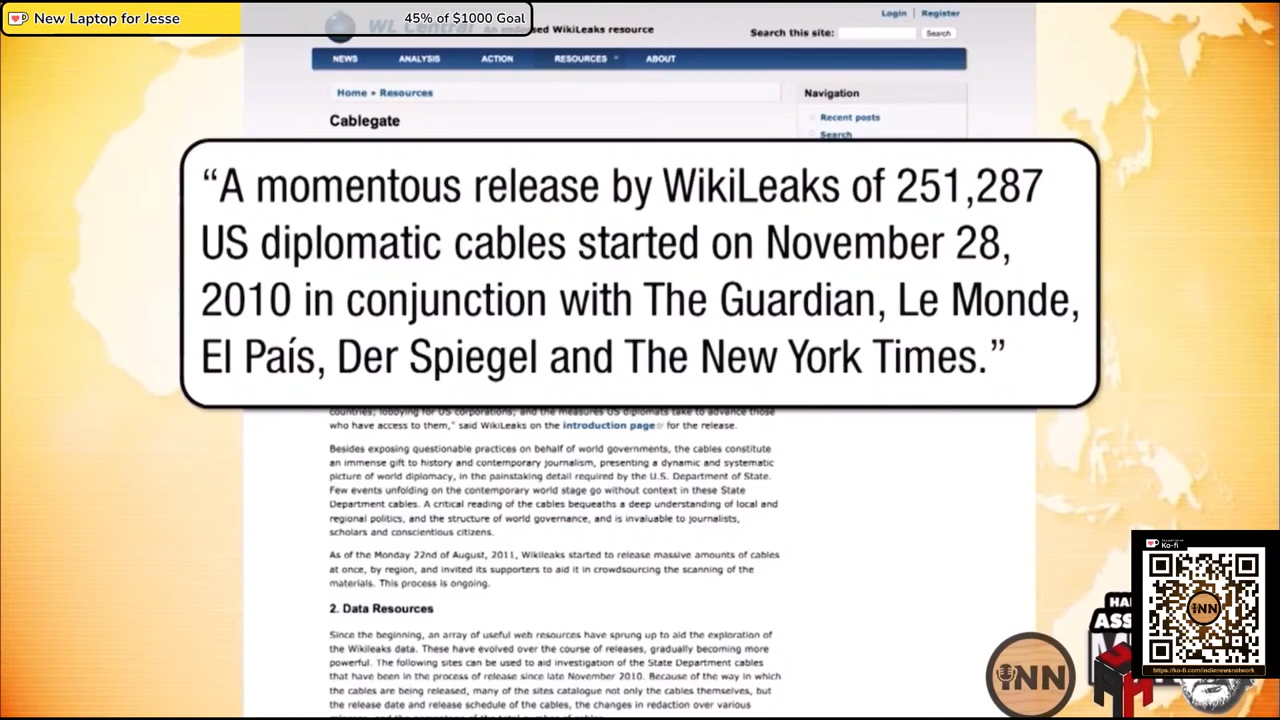 New Laptop for Jesse
45% of $1000 Goal
WL Central An endorsed WikiLeaks resource
Login Register
Search this site: Search
NEWS ANALYSIS ACTION RESOURCES ABOUT
Home » Resources
Navigation
Cablegate
Recent posts
Search
“A momentous release by WikiLeaks of 251,287
US diplomatic cables started on November 28,
2010 in conjunction with The Guardian, Le Monde,
El País, Der Spiegel and The New York Times.”
countries; lobbying for US corporations; and the measures US diplomats take to advance those
who have access to them," said WikiLeaks on the introduction page for the release.
Besides exposing questionable practices on behalf of world governments, the cables constitute
an immense gift to history and contemporary journalism, presenting a dynamic and systematic
picture of world diplomacy, in the painstaking detail required by the U.S. Department of State.
Few events unfolding on the contemporary world stage go without context in these State
Department cables. A critical reading of the cables bequeaths a deep understanding of local and
regional politics, and the structure of world governance, and is invaluable to journalists,
scholars and conscientious citizens.
As of the Monday 22nd of August, 2011, Wikileaks started to release massive amounts of cables
at once, by region, and invited its supporters to aid it in crowdsourcing the scanning of the
materials. This process is ongoing.
2. Data Resources
Since the beginning, an array of useful web resources have sprung up to aid the exploration of
the Wikileaks data. These have evolved over the course of releases, gradually becoming more
powerful. The following sites can be used to aid investigation of the State Department cables
that have been in the process of release since late November 2010. Because of the way in which
the cables are being released, many of the sites catalogue not only the cables themselves, but
the release date and release schedule of the cables, the changes in redaction over various
Ko-fi
iNN
https://ko-fi.com/indienewsnetwork
iNN